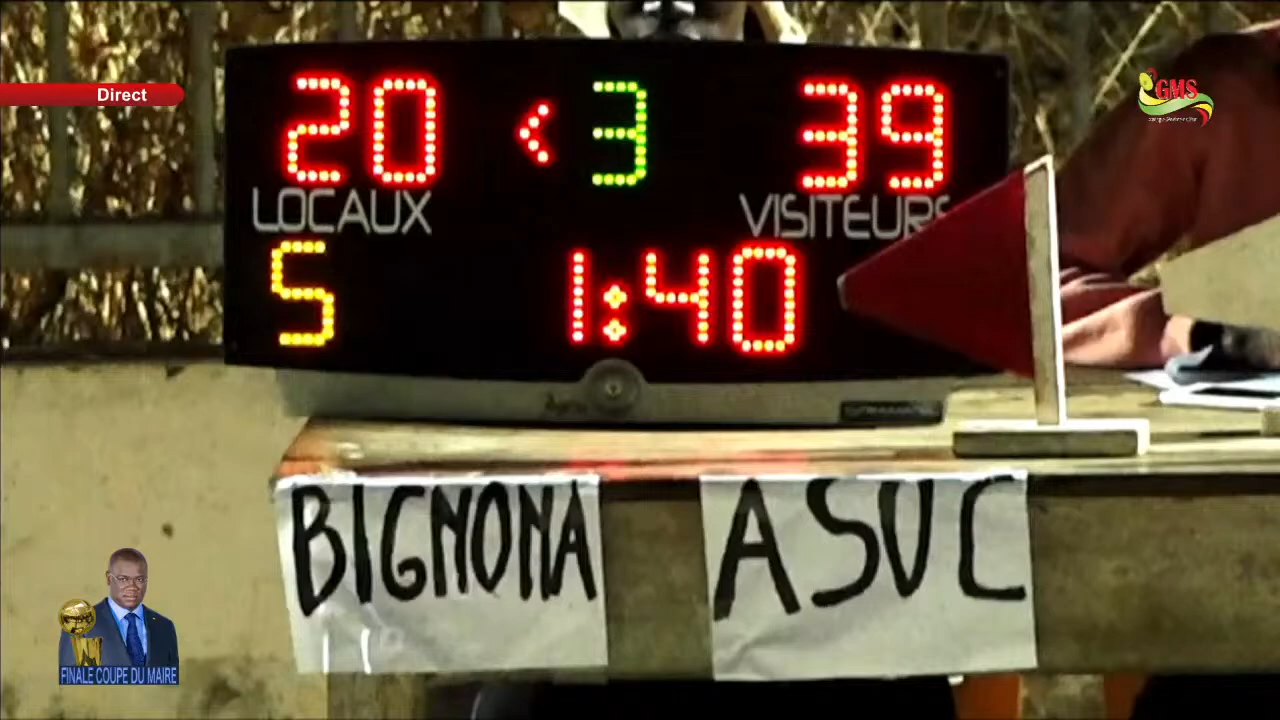 Direct
GMS
20 < 3 39
LOCAUX VISITEURS
5 1:40
BIGNONA ASUC
FINALE COUPE DU MAIRE